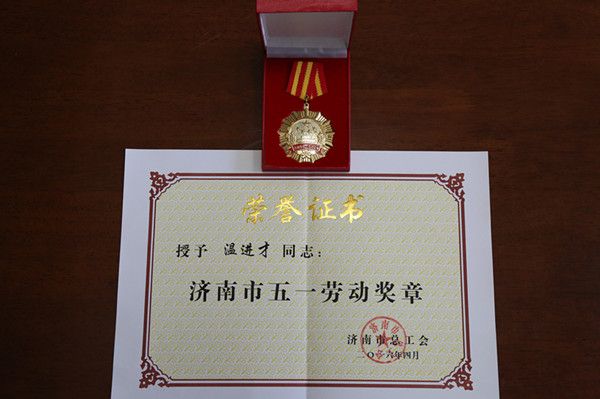 荣誉证书
授予 温进才 同志：
济南市五一劳动奖章
济南市总工会
二〇〇六年四月